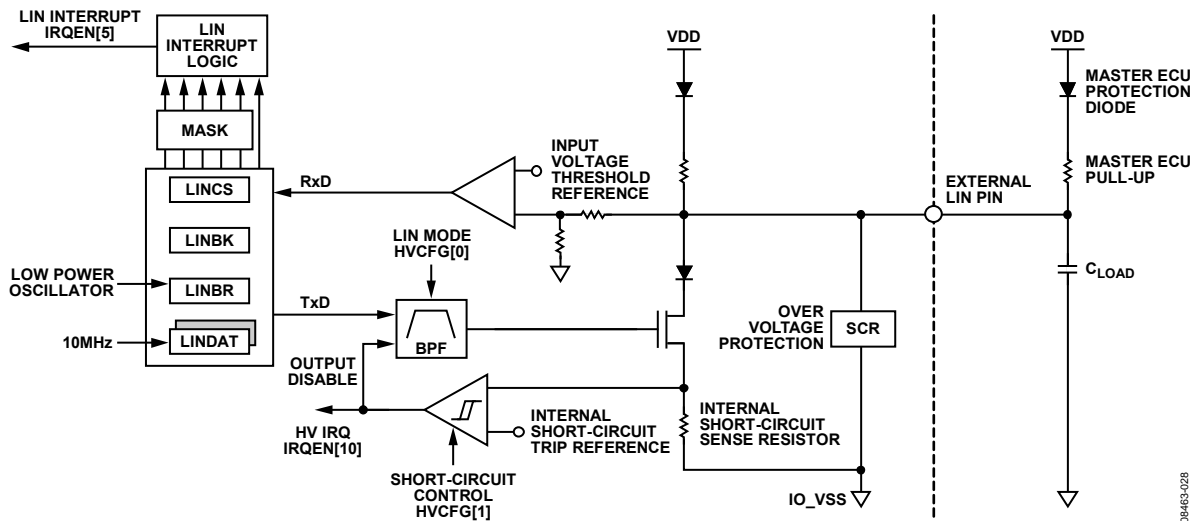 LIN INTERRUPT
IRQEN[5]
LIN
INTERRUPT
LOGIC
MASK
LINCS
LINBK
LINBR
LINDAT
LOW POWER
OSCILLATOR
10MHz
RxD
TxD
INPUT
VOLTAGE
THRESHOLD
REFERENCE
LIN MODE
HVCFG[0]
BPF
OUTPUT
DISABLE
HV IRQ
IRQEN[10]
SHORT-CIRCUIT
CONTROL
HVCFG[1]
INTERNAL
SHORT-CIRCUIT
TRIP REFERENCE
INTERNAL
SHORT-CIRCUIT
SENSE RESISTOR
VDD
OVER
VOLTAGE
PROTECTION
SCR
IO_VSS
EXTERNAL
LIN PIN
VDD
MASTER ECU
PROTECTION
DIODE
MASTER ECU
PULL-UP
CLOAD
08463-028